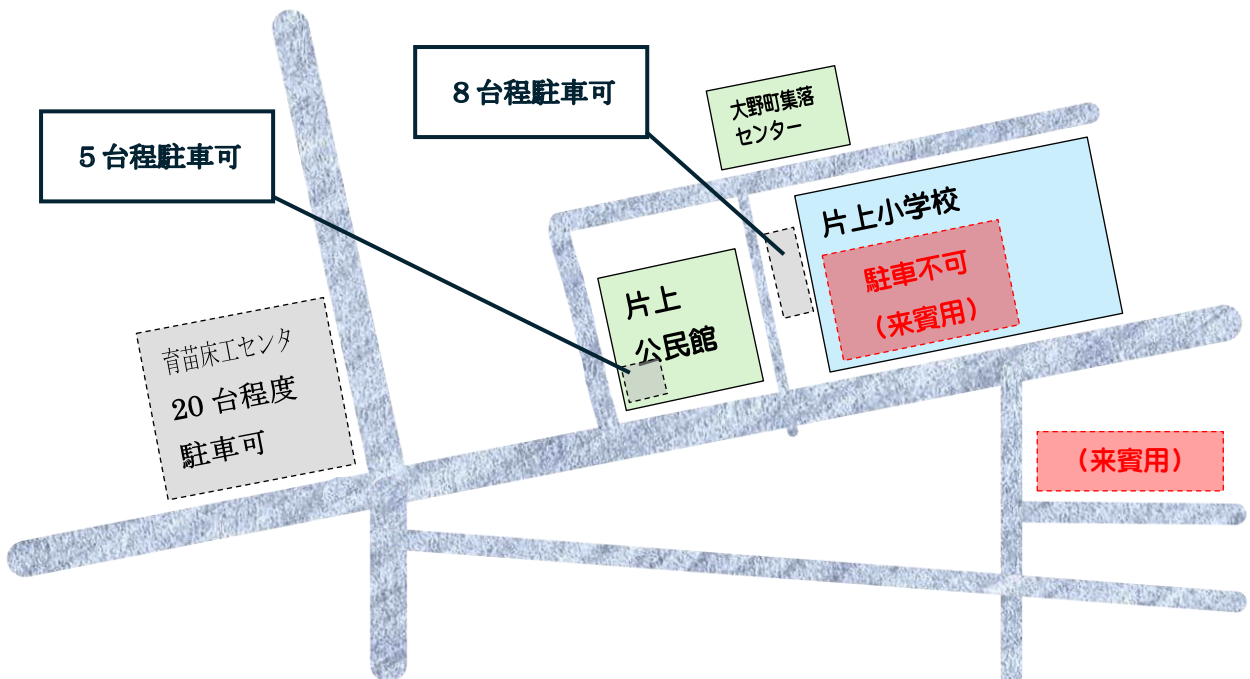 ８台程駐車可
５台程駐車可
大野町集落
センター
片上小学校
駐車不可
（来賓用）
片上
公民館
育苗床工センタ
20 台程度
駐車可
（来賓用）